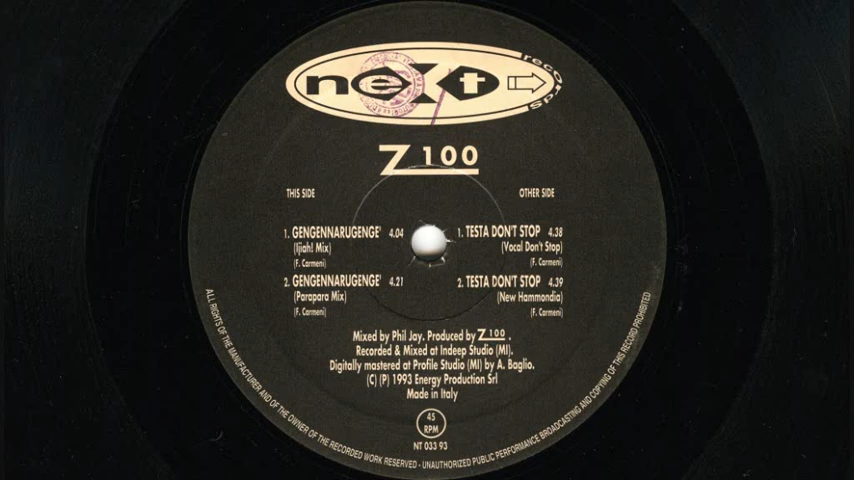 next
records
Z 100
THIS SIDE
1. GENGENNARUGENGE' 4.04
(Ijiah! Mix)
(F. Carmeni)
2. GENGENNARUGENGE' 4.21
(Parapara Mix)
(F. Carmeni)
OTHER SIDE
1. TESTA DON'T STOP 4.38
(Vocal Don't Stop)
(F. Carmeni)
2. TESTA DON'T STOP 4.39
(New Hammondia)
(F. Carmeni)
Mixed by Phil Jay. Produced by Z 100 .
Recorded & Mixed at Indeep Studio (MI).
Digitally mastered at Profile Studio (MI) by A. Baglio.
(C) (P) 1993 Energy Production Srl
Made in Italy
45
RPM
NT 033 93
ALL RIGHTS OF THE MANUFACTURER AND OF THE OWNER OF THE RECORDED WORK RESERVED - UNAUTHORIZED PUBLIC PERFORMANCE BROADCASTING AND COPYING OF THIS RECORD PROHIBITED